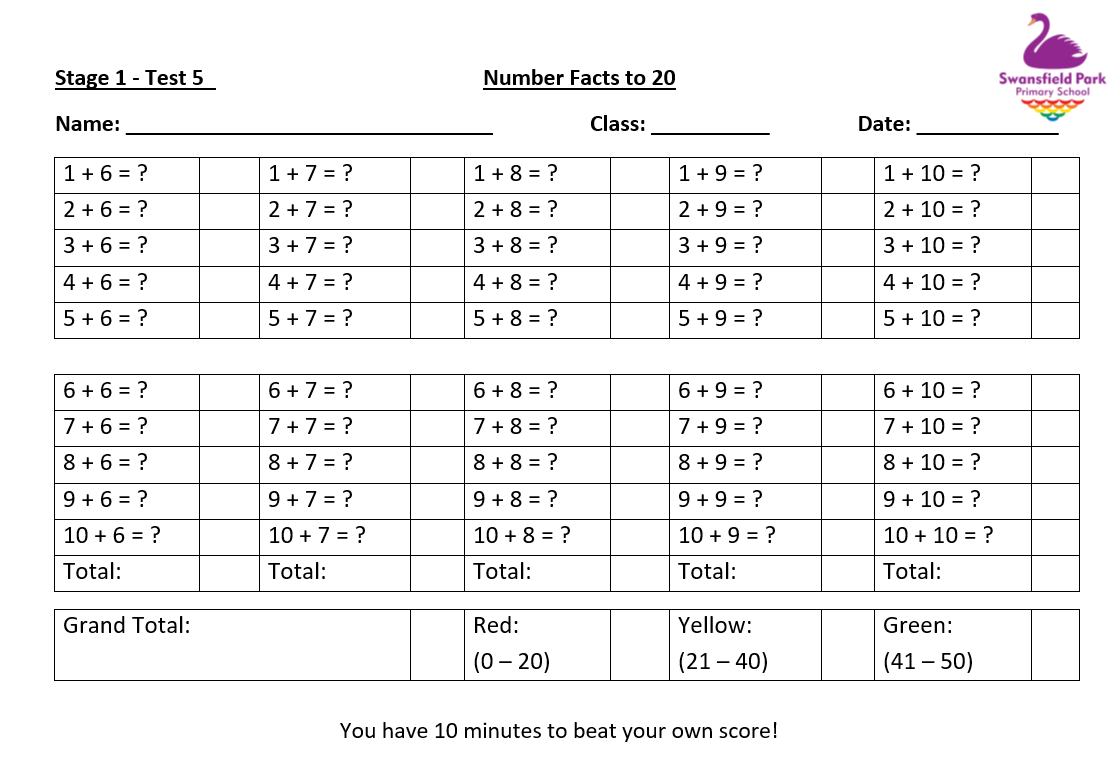 Swansfield Park
Primary School
Stage 1 - Test 5 Number Facts to 20
Name: Class: Date:
1 + 6 = ? 1 + 7 = ? 1 + 8 = ? 1 + 9 = ? 1 + 10 = ?
2 + 6 = ? 2 + 7 = ? 2 + 8 = ? 2 + 9 = ? 2 + 10 = ?
3 + 6 = ? 3 + 7 = ? 3 + 8 = ? 3 + 9 = ? 3 + 10 = ?
4 + 6 = ? 4 + 7 = ? 4 + 8 = ? 4 + 9 = ? 4 + 10 = ?
5 + 6 = ? 5 + 7 = ? 5 + 8 = ? 5 + 9 = ? 5 + 10 = ?
6 + 6 = ? 6 + 7 = ? 6 + 8 = ? 6 + 9 = ? 6 + 10 = ?
7 + 6 = ? 7 + 7 = ? 7 + 8 = ? 7 + 9 = ? 7 + 10 = ?
8 + 6 = ? 8 + 7 = ? 8 + 8 = ? 8 + 9 = ? 8 + 10 = ?
9 + 6 = ? 9 + 7 = ? 9 + 8 = ? 9 + 9 = ? 9 + 10 = ?
10 + 6 = ? 10 + 7 = ? 10 + 8 = ? 10 + 9 = ? 10 + 10 = ?
Total: Total: Total: Total: Total:
Grand Total: Red: Yellow: Green:
(0 – 20) (21 – 40) (41 – 50)
You have 10 minutes to beat your own score!